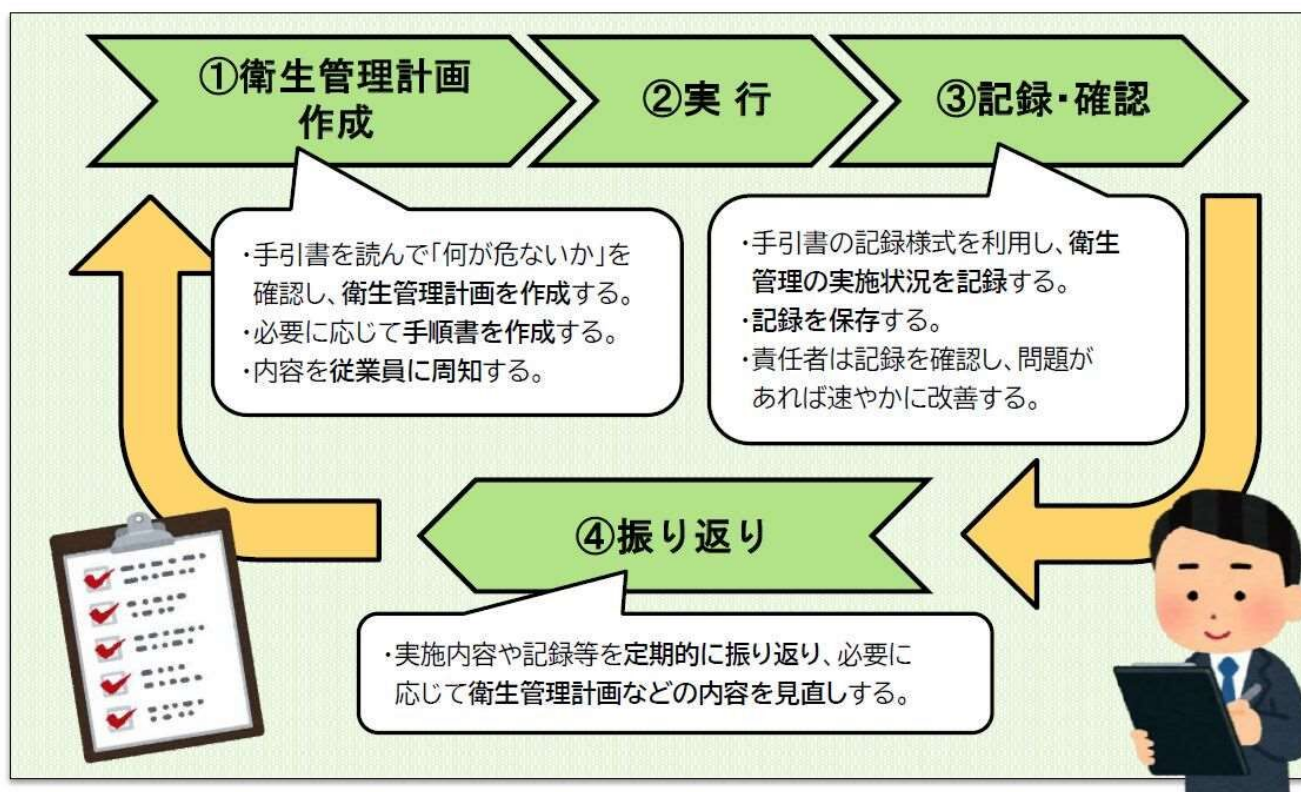 ①衛生管理計画
作成
②実 行
③記録・確認
・手引書を読んで「何が危ないか」を
確認し、衛生管理計画を作成する。
・必要に応じて手順書を作成する。
・内容を従業員に周知する。
・手引書の記録様式を利用し、衛生
管理の実施状況を記録する。
・記録を保存する。
・責任者は記録を確認し、問題が
あれば速やかに改善する。
④振り返り
・実施内容や記録等を定期的に振り返り、必要に
応じて衛生管理計画などの内容を見直しする。